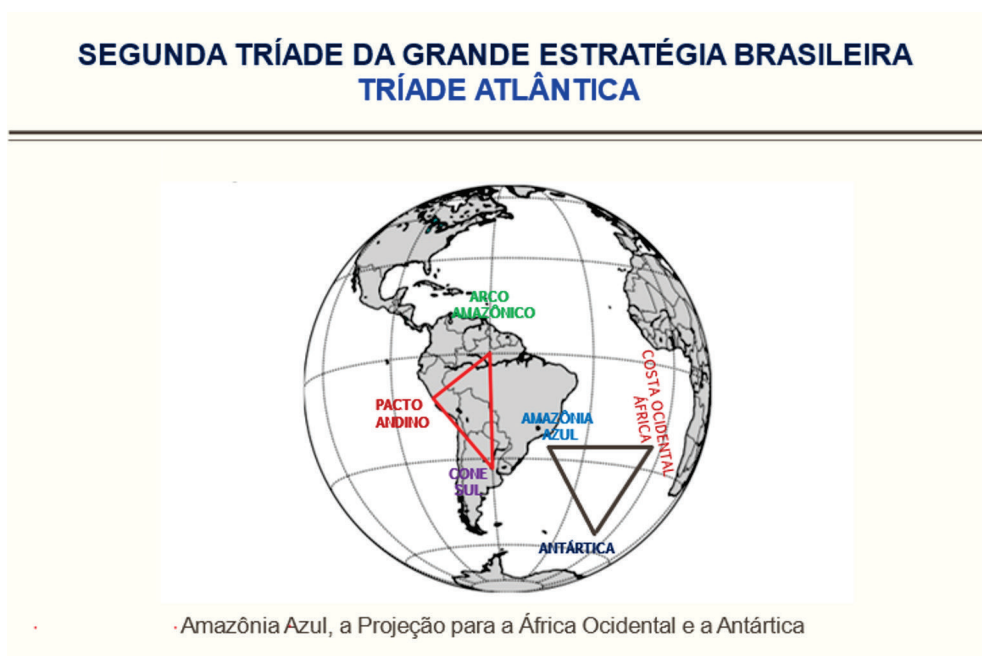 SEGUNDA TRÍADE DA GRANDE ESTRATÉGIA BRASILEIRA
TRÍADE ATLÂNTICA
ARCO
AMAZÔNICO
PACTO
ANDINO
CONE
SUL
AMAZÔNIA
AZUL
COSTA OCIDENTAL
ÁFRICA
ANTÁRTICA
Amazônia Azul, a Projeção para a África Ocidental e a Antártica